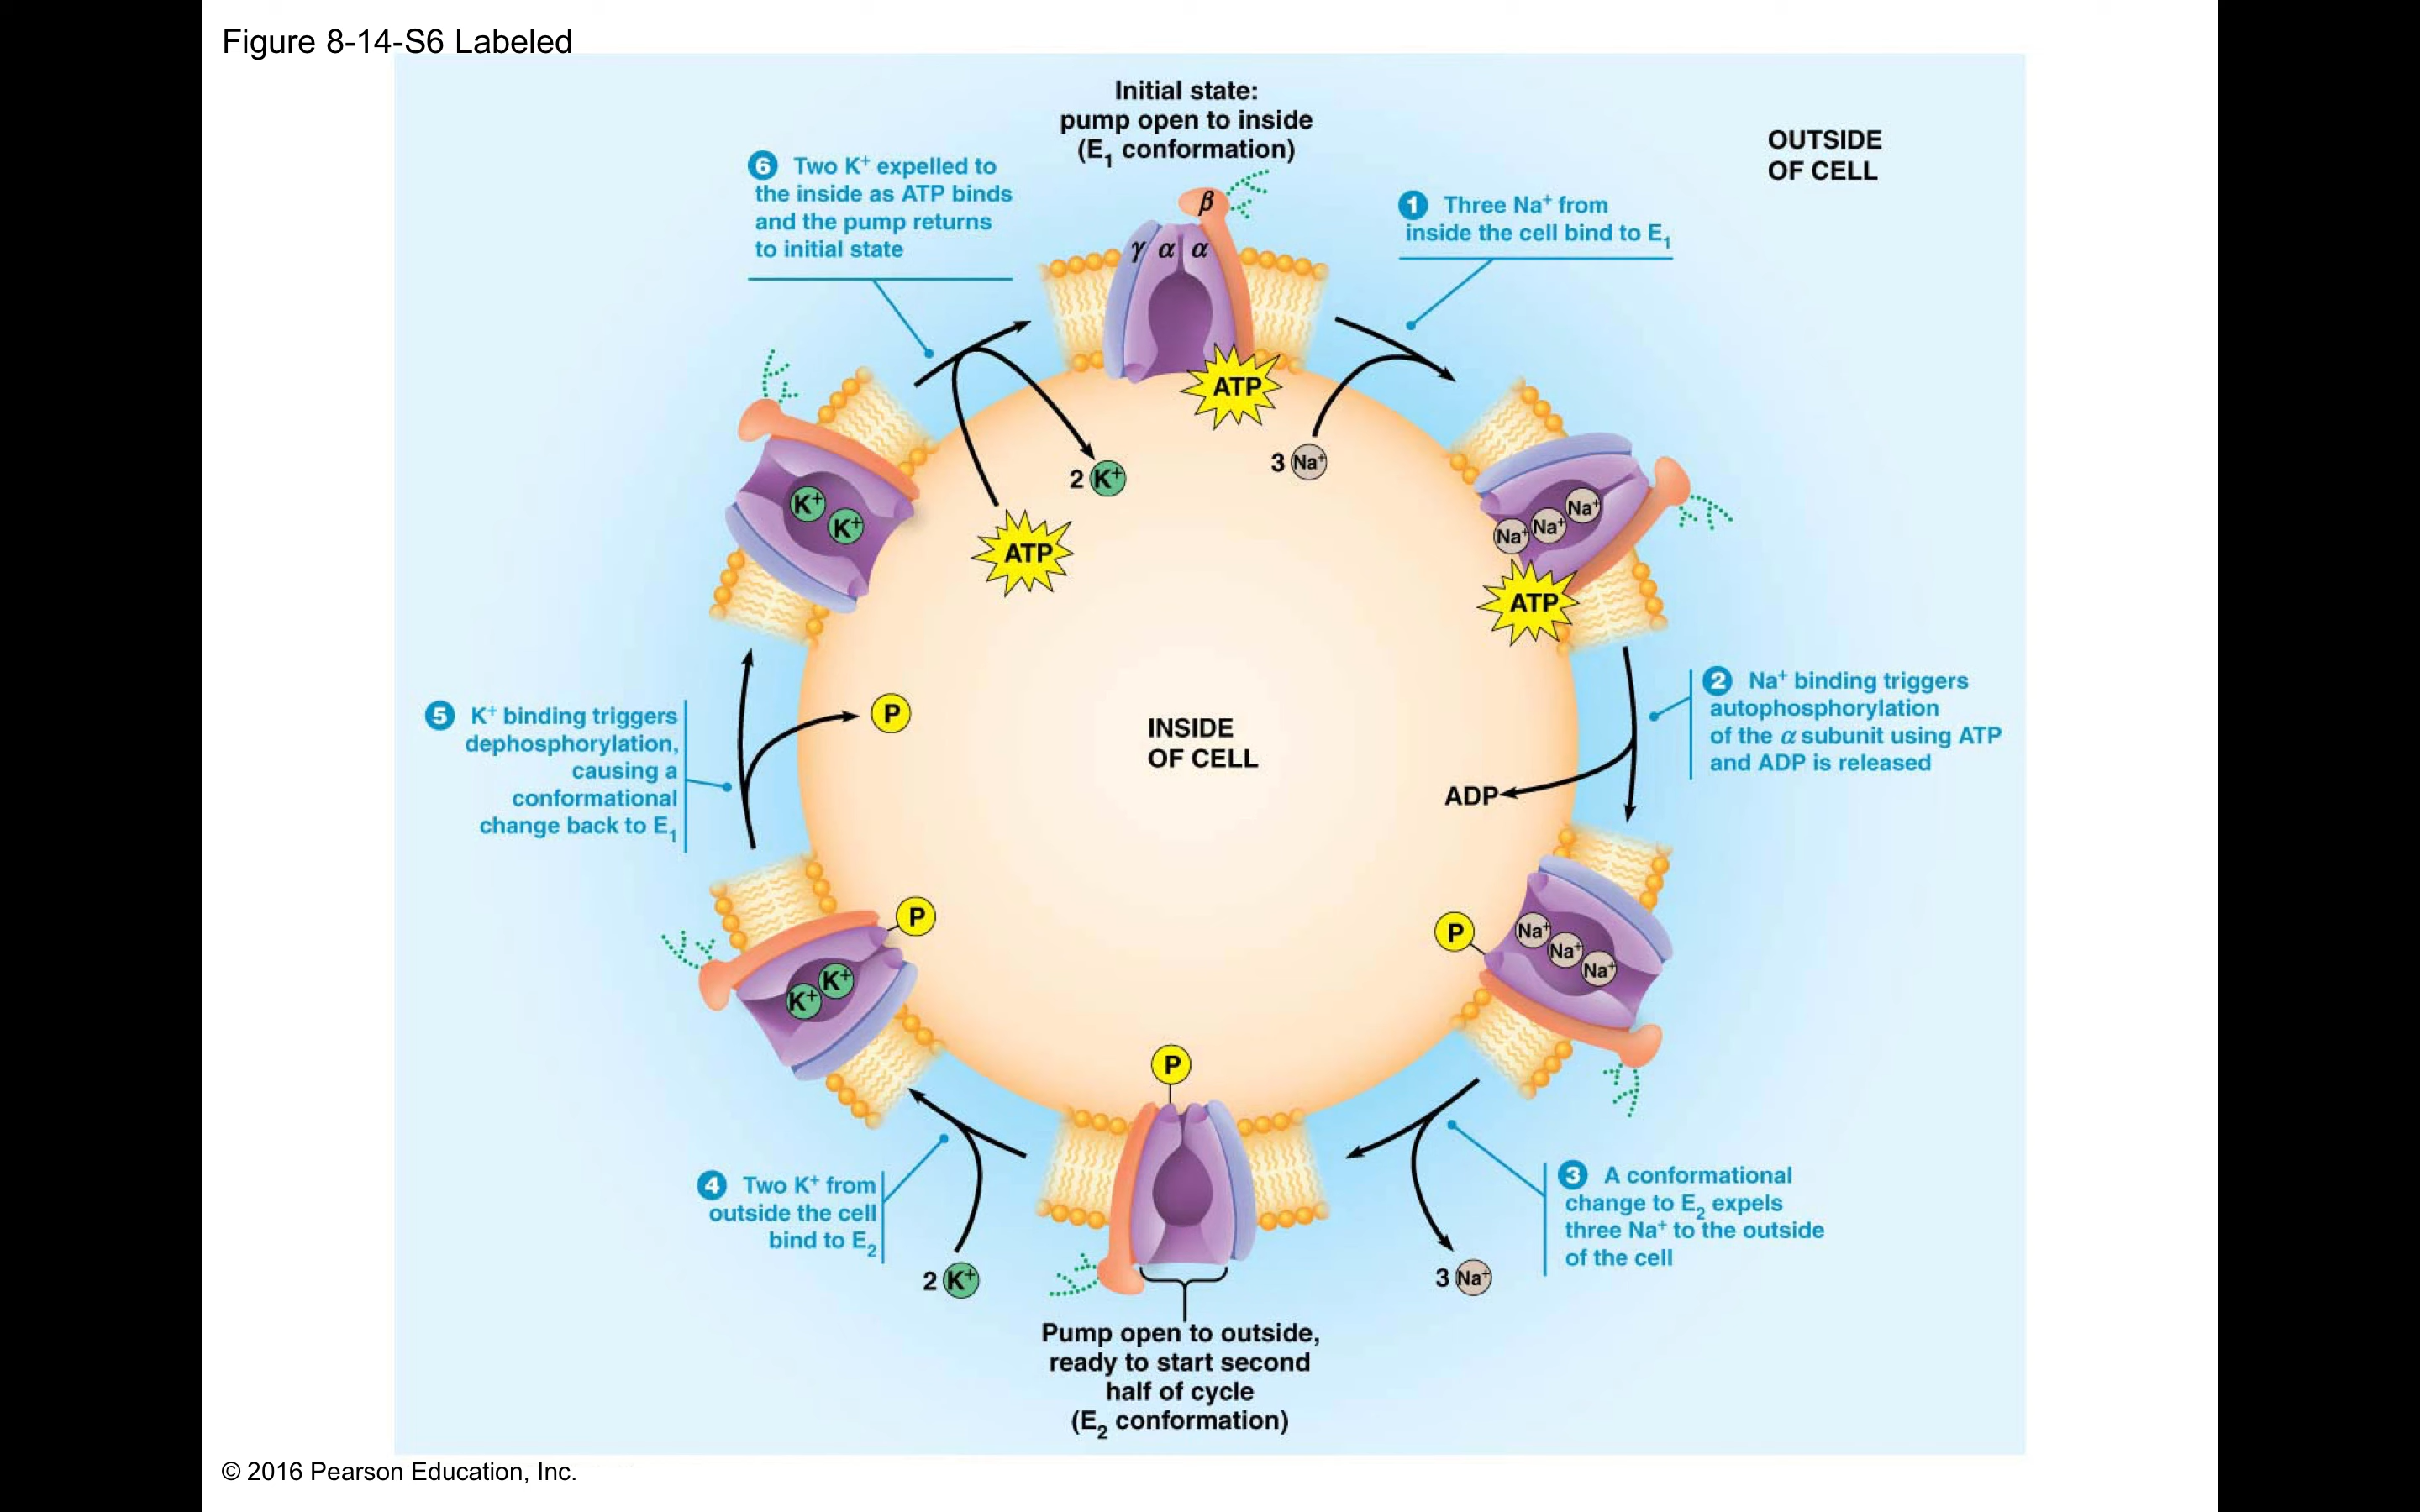 Figure 8-14-S6 Labeled
Initial state:
pump open to inside
(E₁ conformation)
OUTSIDE
OF CELL
6 Two K⁺ expelled to
the inside as ATP binds
and the pump returns
to initial state
1 Three Na⁺ from
inside the cell bind to E₁
β
γ α α
ATP
2 K⁺
3 Na⁺
ATP
K⁺
K⁺
Na⁺
Na⁺
Na⁺
ATP
2 Na⁺ binding triggers
autophosphorylation
of the α subunit using ATP
and ADP is released
ADP
INSIDE
OF CELL
5 K⁺ binding triggers
dephosphorylation,
causing a
conformational
change back to E₁
P
P
K⁺
K⁺
P
Na⁺
Na⁺
Na⁺
P
4 Two K⁺ from
outside the cell
bind to E₂
2 K⁺
3 A conformational
change to E₂ expels
three Na⁺ to the outside
of the cell
3 Na⁺
Pump open to outside,
ready to start second
half of cycle
(E₂ conformation)
© 2016 Pearson Education, Inc.